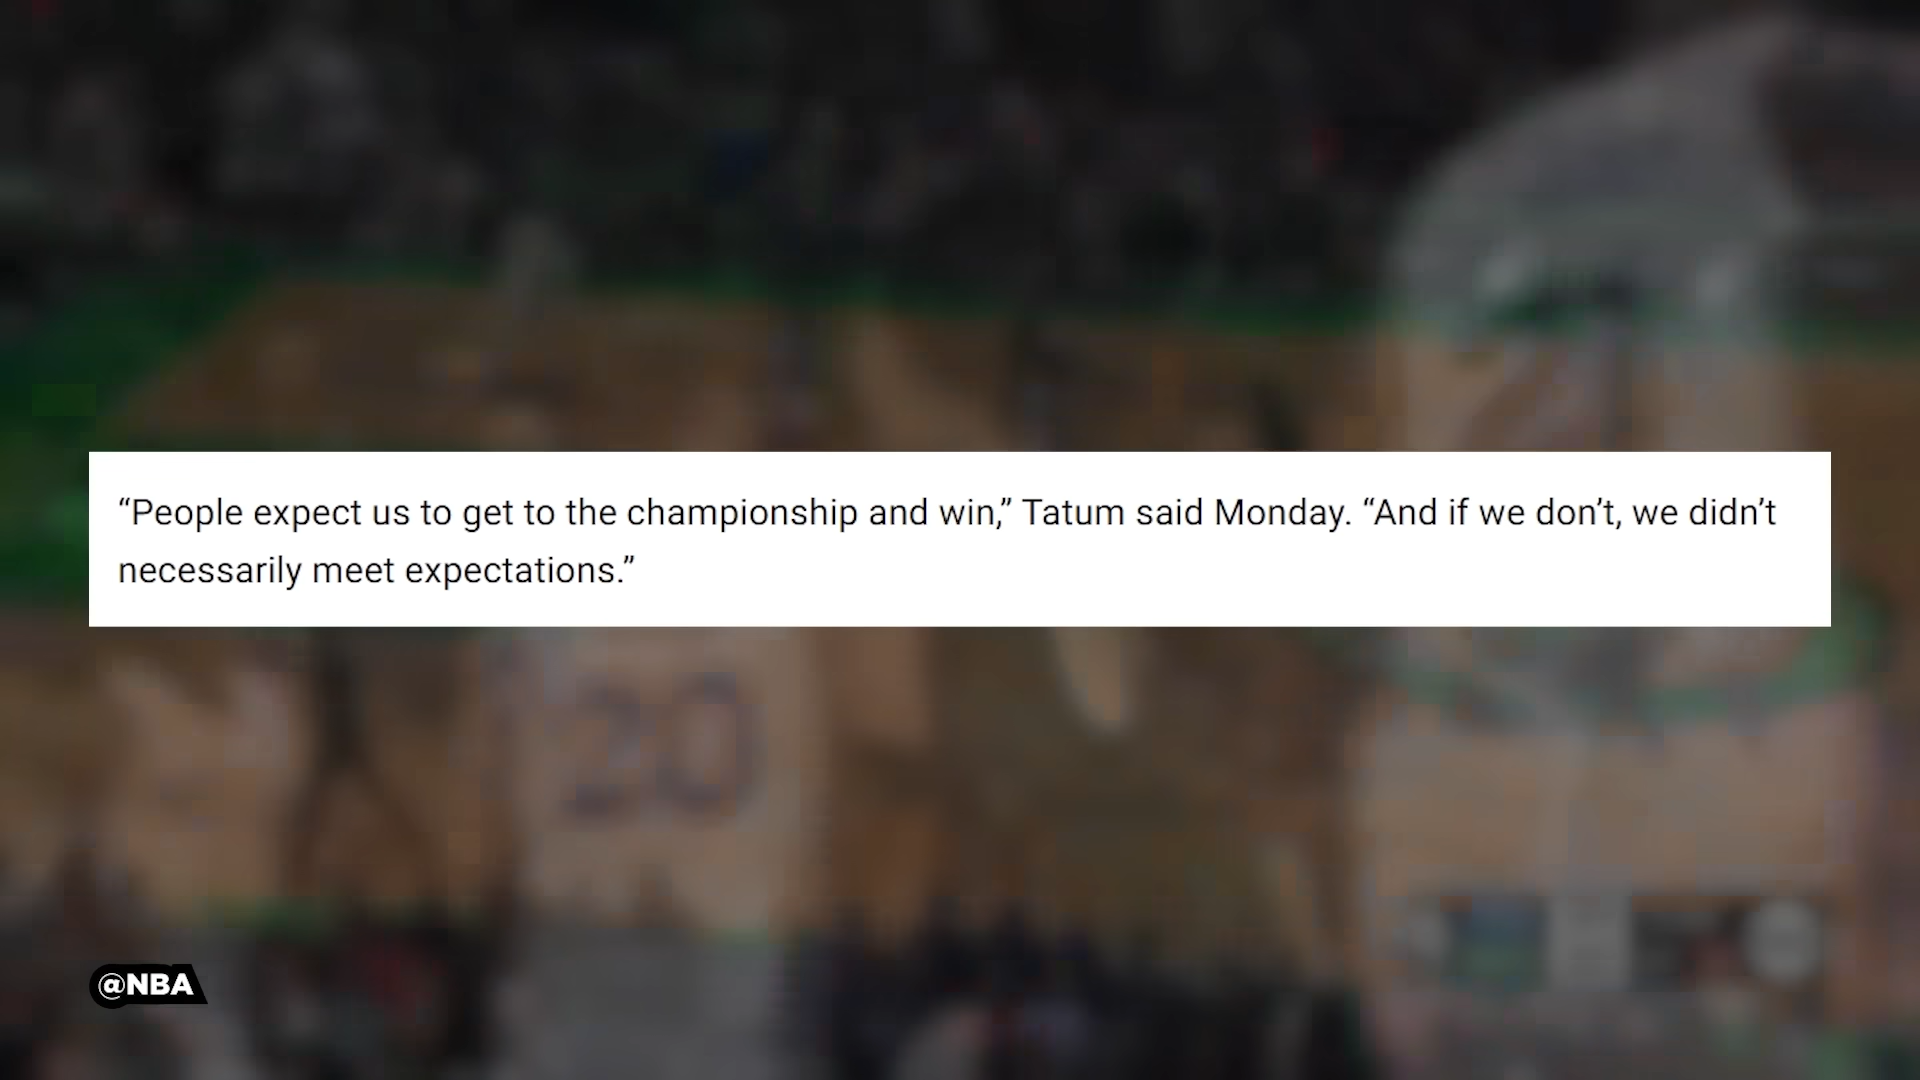 “People expect us to get to the championship and win,” Tatum said Monday. “And if we don’t, we didn’t
necessarily meet expectations.”
20
@NBA